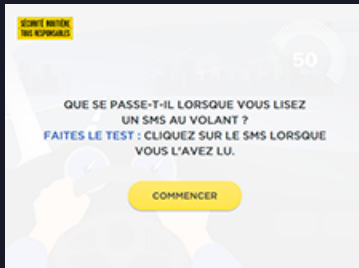 SÉCURITÉ ROUTIÈRE
TOUS RESPONSABLES
50
QUE SE PASSE-T-IL LORSQUE VOUS LISEZ
UN SMS AU VOLANT ?
FAITES LE TEST : CLIQUEZ SUR LE SMS LORSQUE
VOUS L'AVEZ LU.
COMMENCER